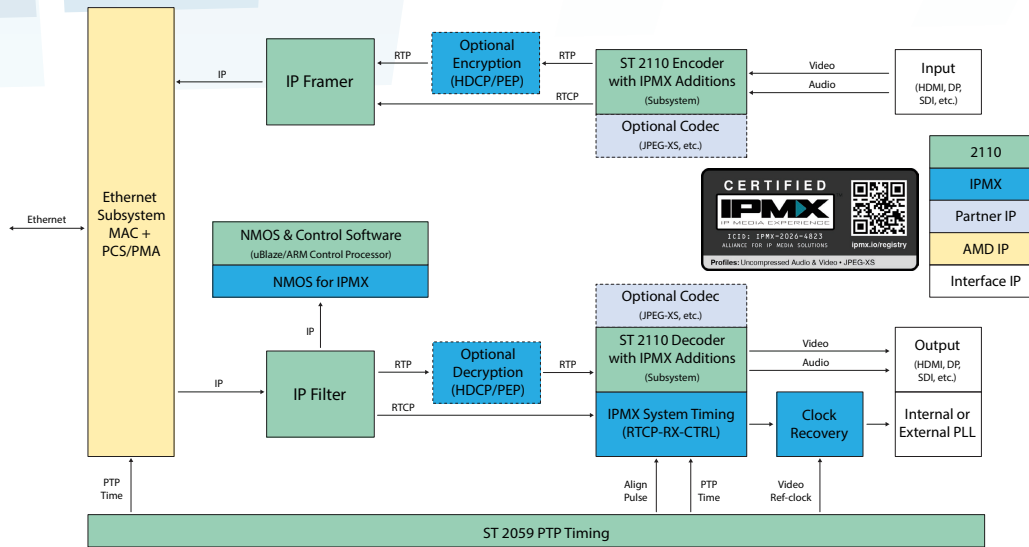 Ethernet
Ethernet
Subsystem
MAC +
PCS/PMA
IP
IP Framer
RTP
Optional
Encryption
(HDCP/PEP)
RTP
RTCP
ST 2110 Encoder
with IPMX Additions
(Subsystem)
Optional Codec
(JPEG-XS, etc.)
Video
Audio
Input
(HDMI, DP,
SDI, etc.)
2110
IPMX
Partner IP
AMD IP
Interface IP
CERTIFIED
IPMX
IP MEDIA EXPERIENCE
ICID: IPMX-2026-4823
ALLIANCE FOR IP MEDIA SOLUTIONS
ipmx.io/registry
Profiles: Uncompressed Audio & Video • JPEG-XS
NMOS & Control Software
(uBlaze/ARM Control Processor)
NMOS for IPMX
IP
IP
IP Filter
RTP
Optional
Decryption
(HDCP/PEP)
RTP
RTCP
Optional Codec
(JPEG-XS, etc.)
ST 2110 Decoder
with IPMX Additions
(Subsystem)
IPMX System Timing
(RTCP-RX-CTRL)
Video
Audio
Output
(HDMI, DP,
SDI, etc.)
Clock
Recovery
Internal or
External PLL
PTP
Time
Align
Pulse
PTP
Time
Video
Ref-clock
ST 2059 PTP Timing